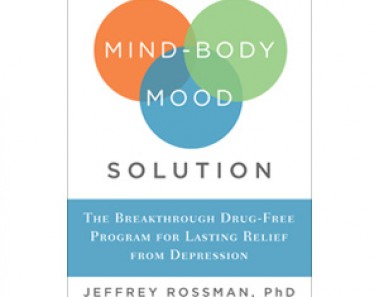 MIND-BODY
MOOD
SOLUTION
THE BREAKTHROUGH DRUG-FREE
PROGRAM FOR LASTING RELIEF
FROM DEPRESSION
JEFFREY ROSSMAN, PHD